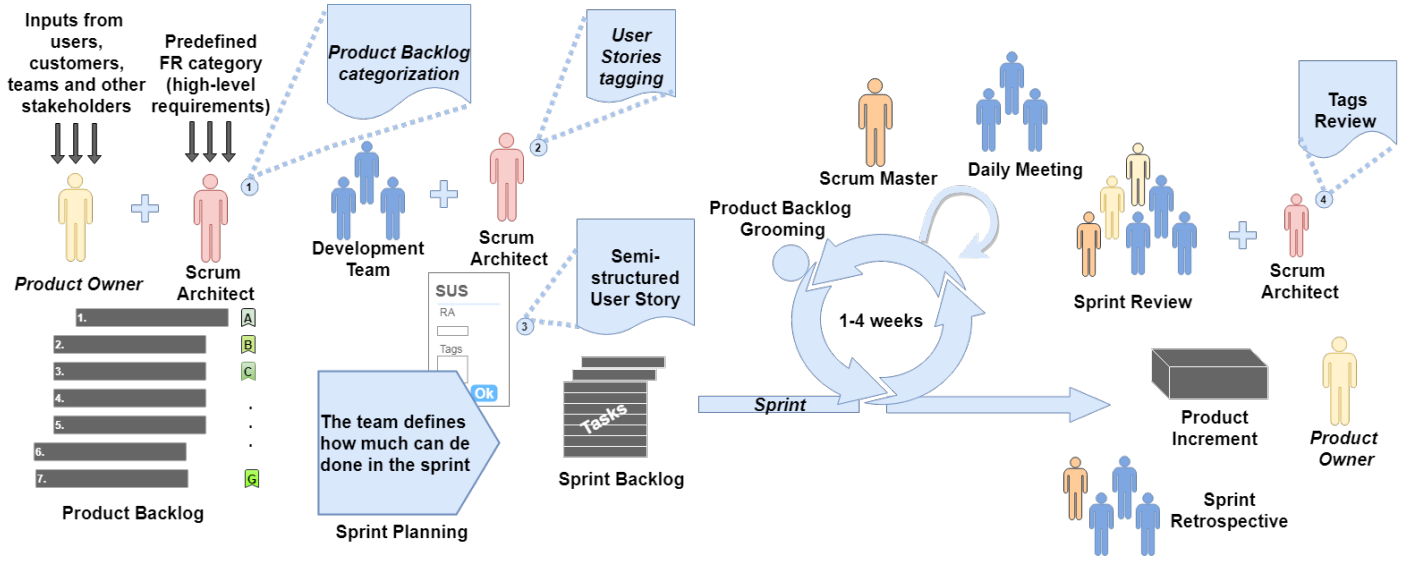 Inputs from
users,
customers,
teams and other
stakeholders
Predefined
FR category
(high-level
requirements)
Product Backlog
categorization
User
Stories
tagging
1
2
Product Owner
Scrum
Architect
Development
Team
Scrum
Architect
1.
2.
3.
4.
5.
6.
7.
A
B
C
.
.
.
G
Product Backlog
SUS
RA
Tags
Ok
3
Semi-
structured
User Story
The team defines
how much can de
done in the sprint
Sprint Planning
Tasks
Sprint Backlog
Scrum Master
Daily Meeting
Product Backlog
Grooming
1-4 weeks
Sprint
Tags
Review
4
Sprint Review
Scrum
Architect
Product
Increment
Product
Owner
Sprint
Retrospective